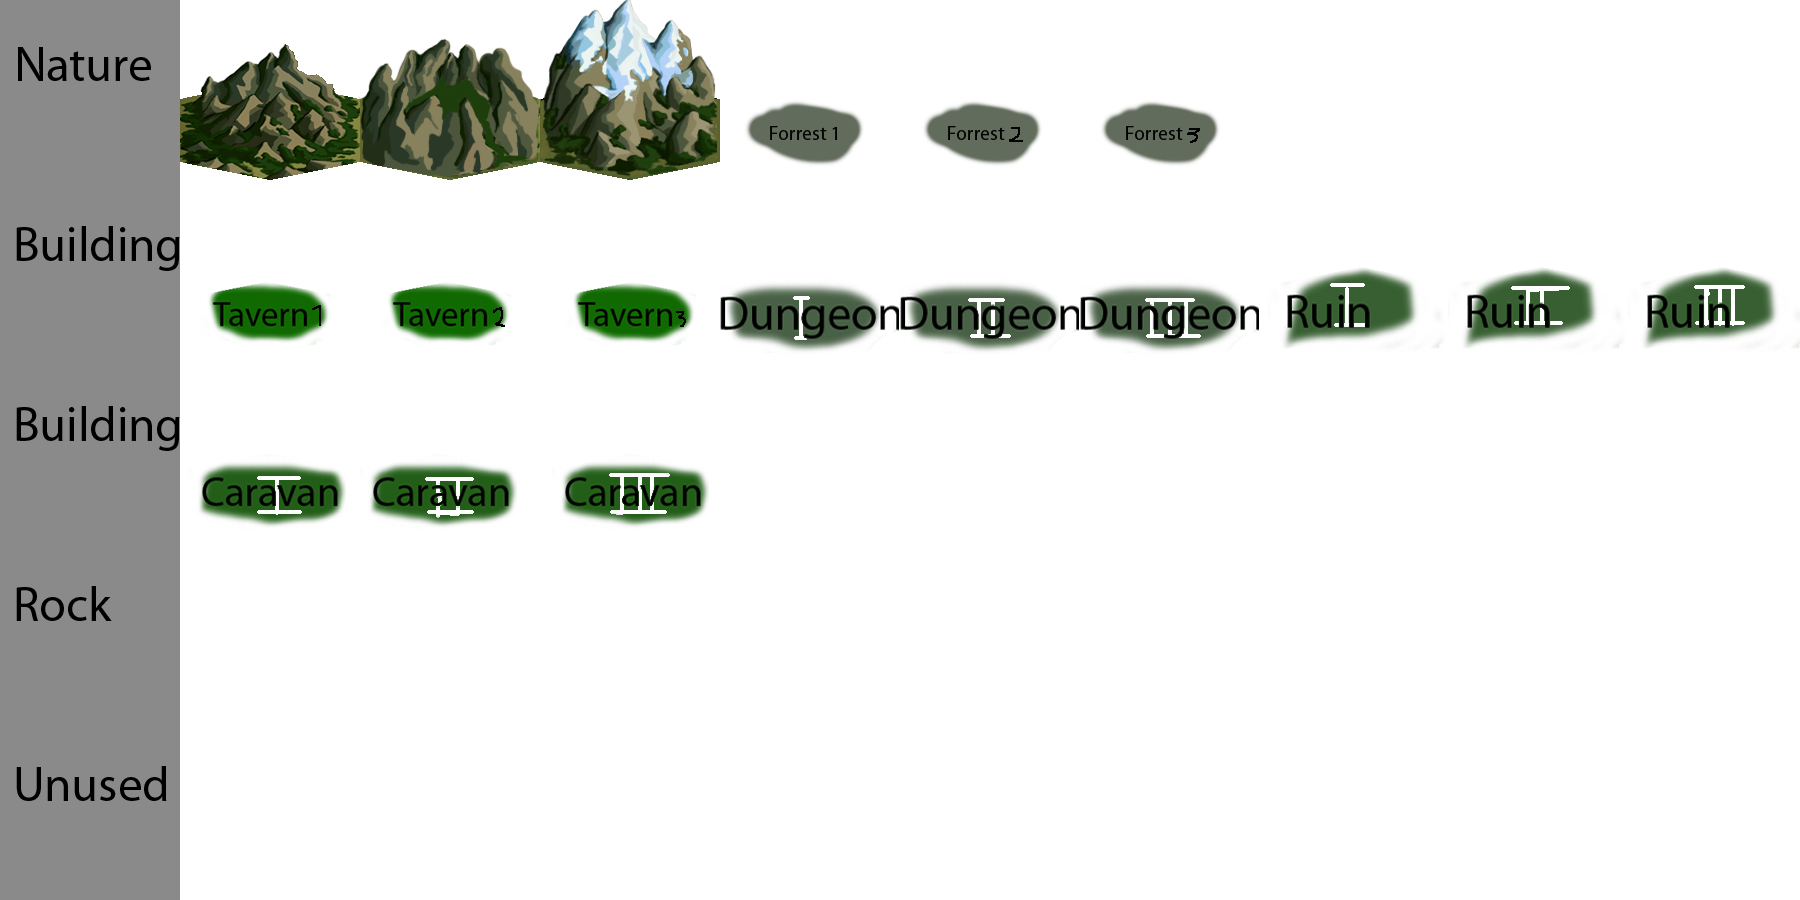 Nature
Forrest 1 Forrest 2 Forrest 3
Building
Tavern1 Tavern2 Tavern3 Dungeon I Dungeon II Dungeon III Ruin I Ruin II Ruin III
Building
Caravan I Caravan II Caravan III
Rock
Unused